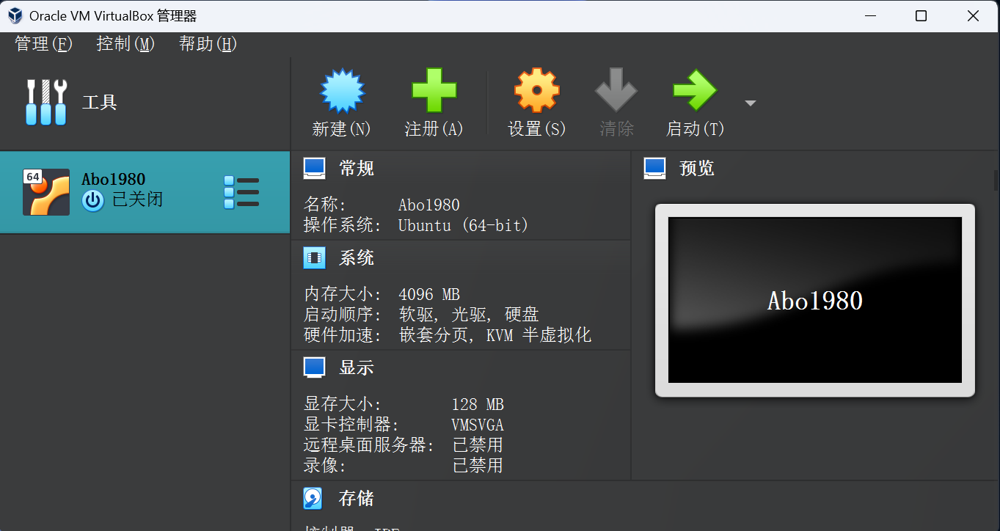 Oracle VM VirtualBox 管理器
管理(F) 控制(M) 帮助(H)
工具
新建(N) 注册(A) 设置(S) 清除 启动(T)
64
Abo1980
已关闭
常规
名称: Abo1980
操作系统: Ubuntu (64-bit)
系统
内存大小: 4096 MB
启动顺序: 软驱, 光驱, 硬盘
硬件加速: 嵌套分页, KVM 半虚拟化
显示
显存大小: 128 MB
显卡控制器: VMSVGA
远程桌面服务器: 已禁用
录像: 已禁用
存储
预览
Abo1980